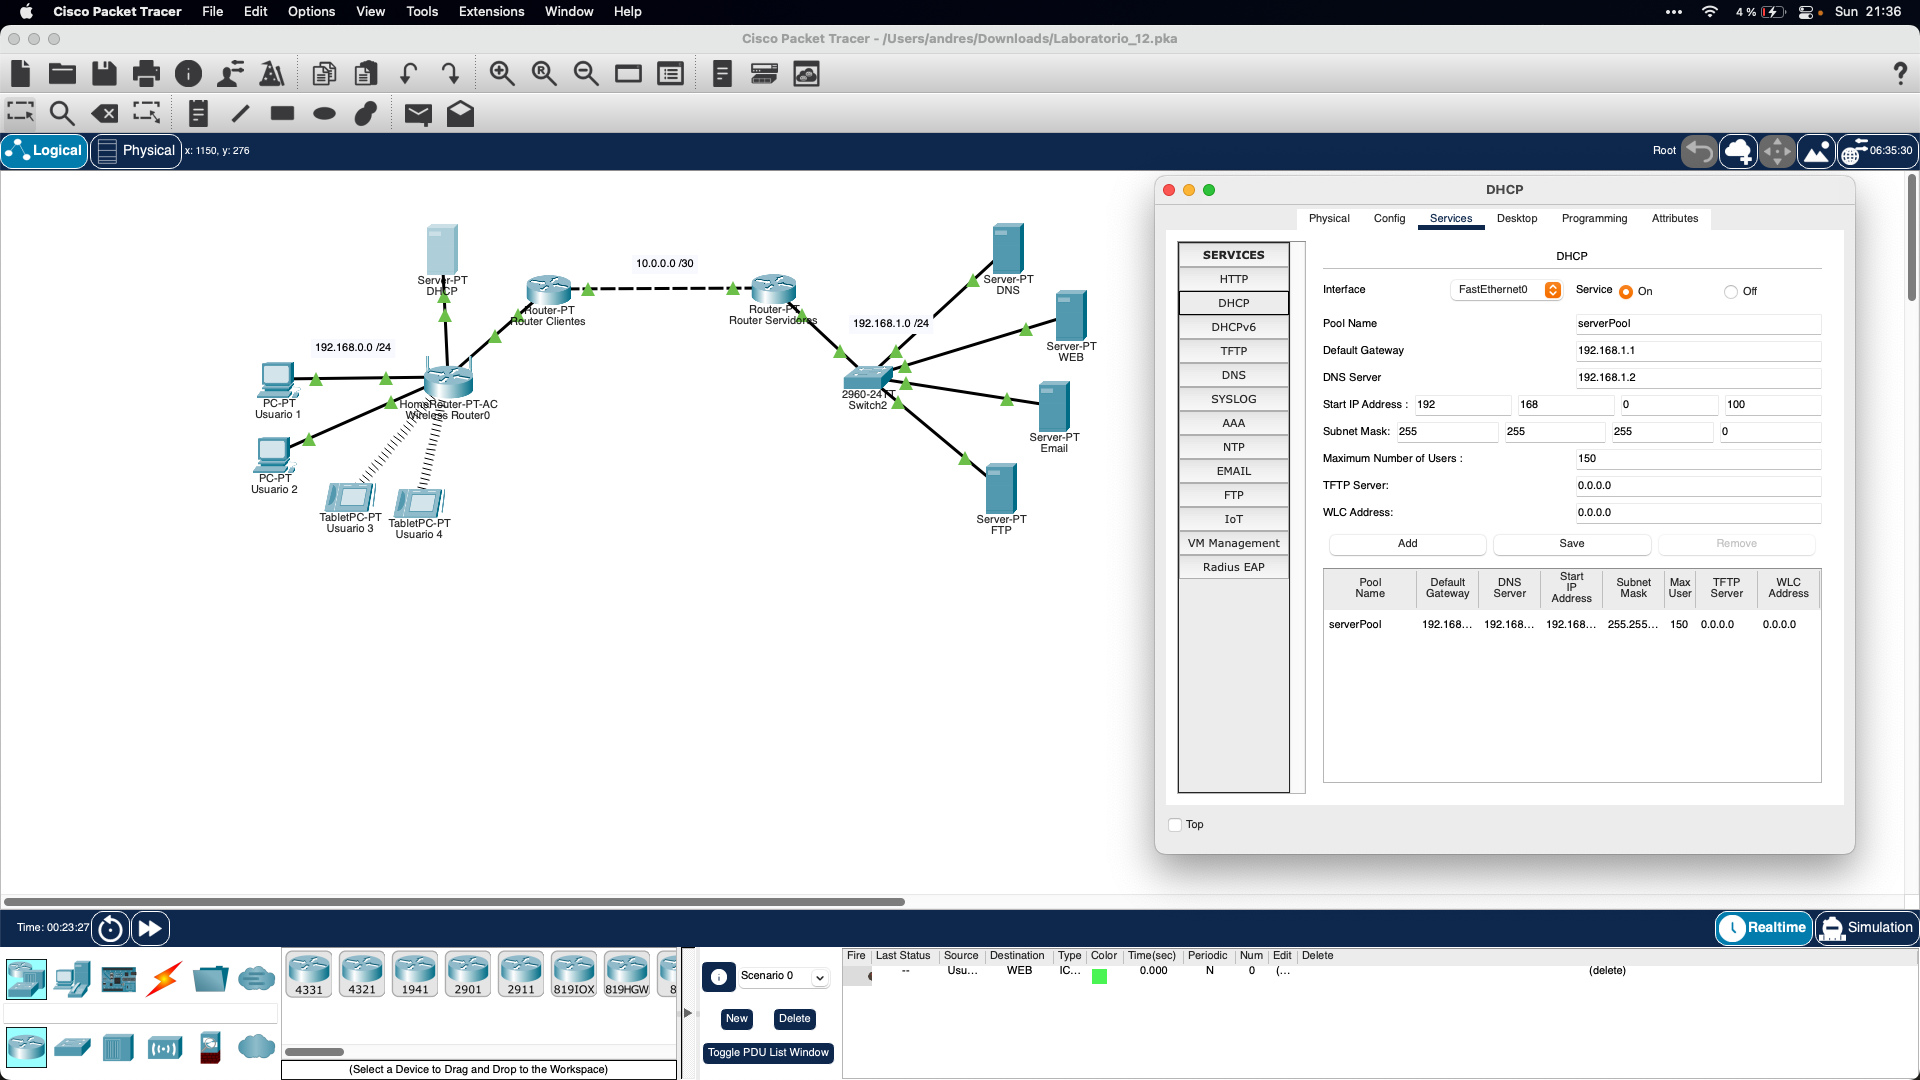 Cisco Packet Tracer File Edit Options View Tools Extensions Window Help
4 % Sun 21:36
Cisco Packet Tracer - /Users/andres/Downloads/Laboratorio_12.pka
Logical Physical x: 1150, y: 276
Root 06:35:30
Server-PT
DHCP
10.0.0.0 /30
Router-PT
Router Clientes
Router-PT
Router Servidores
192.168.0.0 /24
192.168.1.0 /24
PC-PT
Usuario 1
HomeRouter-PT-AC
Wireless Router0
PC-PT
Usuario 2
TabletPC-PT
Usuario 3
TabletPC-PT
Usuario 4
2960-24TT
Switch2
Server-PT
DNS
Server-PT
WEB
Server-PT
Email
Server-PT
FTP
DHCP
Physical Config Services Desktop Programming Attributes
SERVICES
HTTP
DHCP
DHCPv6
TFTP
DNS
SYSLOG
AAA
NTP
EMAIL
FTP
IoT
VM Management
Radius EAP
DHCP
Interface FastEthernet0 Service On Off
Pool Name serverPool
Default Gateway 192.168.1.1
DNS Server 192.168.1.2
Start IP Address : 192 168 0 100
Subnet Mask: 255 255 255 0
Maximum Number of Users : 150
TFTP Server: 0.0.0.0
WLC Address: 0.0.0.0
Add Save Remove
Pool Name Default Gateway DNS Server Start IP Address Subnet Mask Max User TFTP Server WLC Address
serverPool 192.168... 192.168... 192.168... 255.255... 150 0.0.0.0 0.0.0.0
Top
Time: 00:23:27
Realtime Simulation
4331 4321 1941 2901 2911 819IOX 819HGW 8
(Select a Device to Drag and Drop to the Workspace)
Scenario 0
New Delete
Toggle PDU List Window
Fire Last Status Source Destination Type Color Time(sec) Periodic Num Edit Delete
-- Usu... WEB IC... 0.000 N 0 (... (delete)